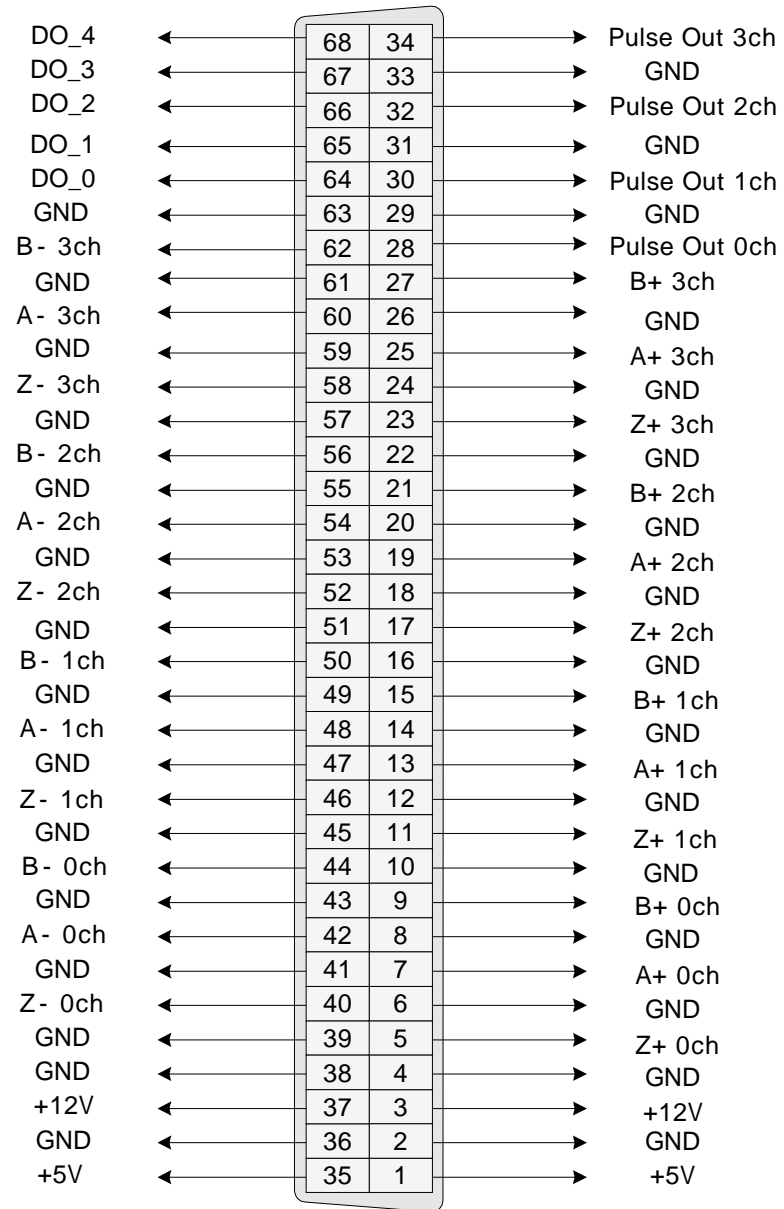 DO_4 68 34 Pulse Out 3ch
DO_3 67 33 GND
DO_2 66 32 Pulse Out 2ch
DO_1 65 31 GND
DO_0 64 30 Pulse Out 1ch
GND 63 29 GND
B- 3ch 62 28 Pulse Out 0ch
GND 61 27 B+ 3ch
A- 3ch 60 26 GND
GND 59 25 A+ 3ch
Z- 3ch 58 24 GND
GND 57 23 Z+ 3ch
B- 2ch 56 22 GND
GND 55 21 B+ 2ch
A- 2ch 54 20 GND
GND 53 19 A+ 2ch
Z- 2ch 52 18 GND
GND 51 17 Z+ 2ch
B- 1ch 50 16 GND
GND 49 15 B+ 1ch
A- 1ch 48 14 GND
GND 47 13 A+ 1ch
Z- 1ch 46 12 GND
GND 45 11 Z+ 1ch
B- 0ch 44 10 GND
GND 43 9 B+ 0ch
A- 0ch 42 8 GND
GND 41 7 A+ 0ch
Z- 0ch 40 6 GND
GND 39 5 Z+ 0ch
GND 38 4 GND
+12V 37 3 +12V
GND 36 2 GND
+5V 35 1 +5V